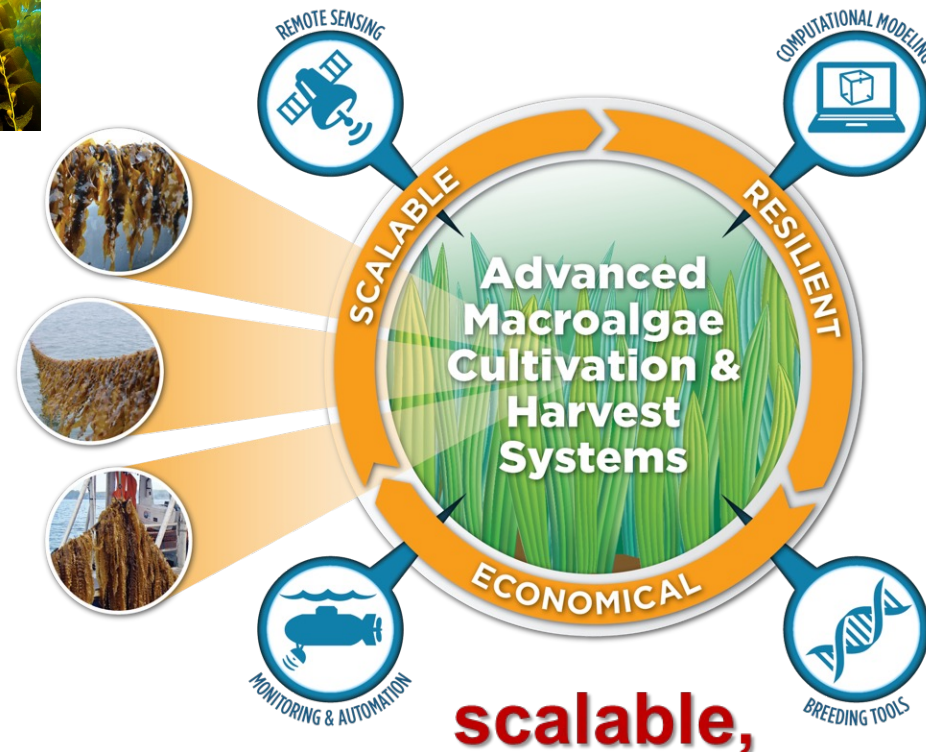 REMOTE SENSING
COMPUTATIONAL MODELING
SCALABLE
RESILIENT
Advanced
Macroalgae
Cultivation &
Harvest
Systems
ECONOMICAL
MONITORING & AUTOMATION
BREEDING TOOLS
scalable,